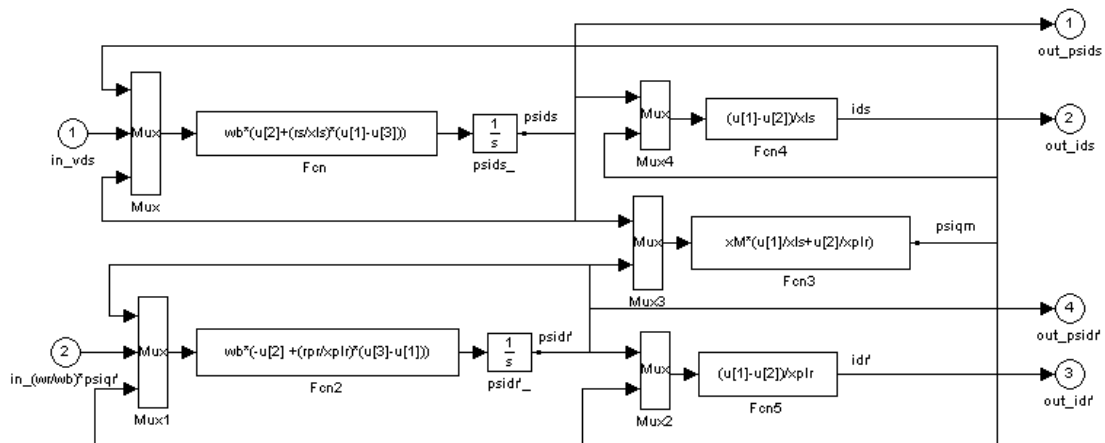 1
out_psids
Mux
1
in_vds
wb*(u[2]+(rs/xls)*(u[1]-u[3]))
Fcn
Mux
1
s
psids
psids_
Mux
Mux4
(u[1]-u[2])/xls
Fcn4
ids
2
out_ids
Mux
Mux3
xM*(u[1]/xls+u[2]/xplr)
Fcn3
psiqm
4
out_psidr'
Mux
2
in_(wr/wb)*psiqr'
wb*(-u[2] +(rpr/xplr)*(u[3]-u[1]))
Fcn2
Mux1
1
s
psidr'
psidr'_
Mux
Mux2
(u[1]-u[2])/xplr
Fcn5
idr'
3
out_idr'